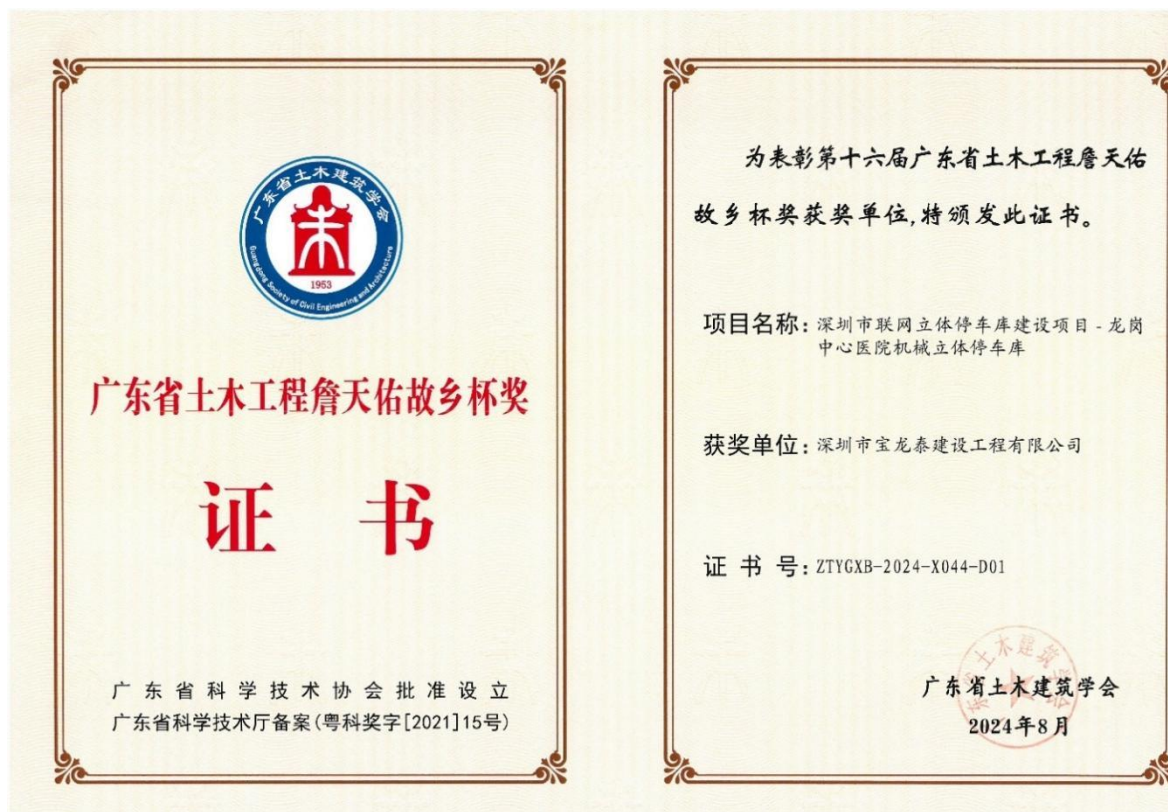 广东省土木建筑学会
1953
Guangdong Society of Civil Engineering and Architecture
广东省土木工程詹天佑故乡杯奖
证 书
广东省科学技术协会批准设立
广东省科学技术厅备案(粤科奖字[2021]15号)
为表彰第十六届广东省土木工程詹天佑
故乡杯奖获奖单位,特颁发此证书。
项目名称:深圳市联网立体停车库建设项目-龙岗
中心医院机械立体停车库
获奖单位:深圳市宝龙泰建设工程有限公司
证 书 号:ZTYGXB-2024-X044-D01
广东省土木建筑学会
2024年8月